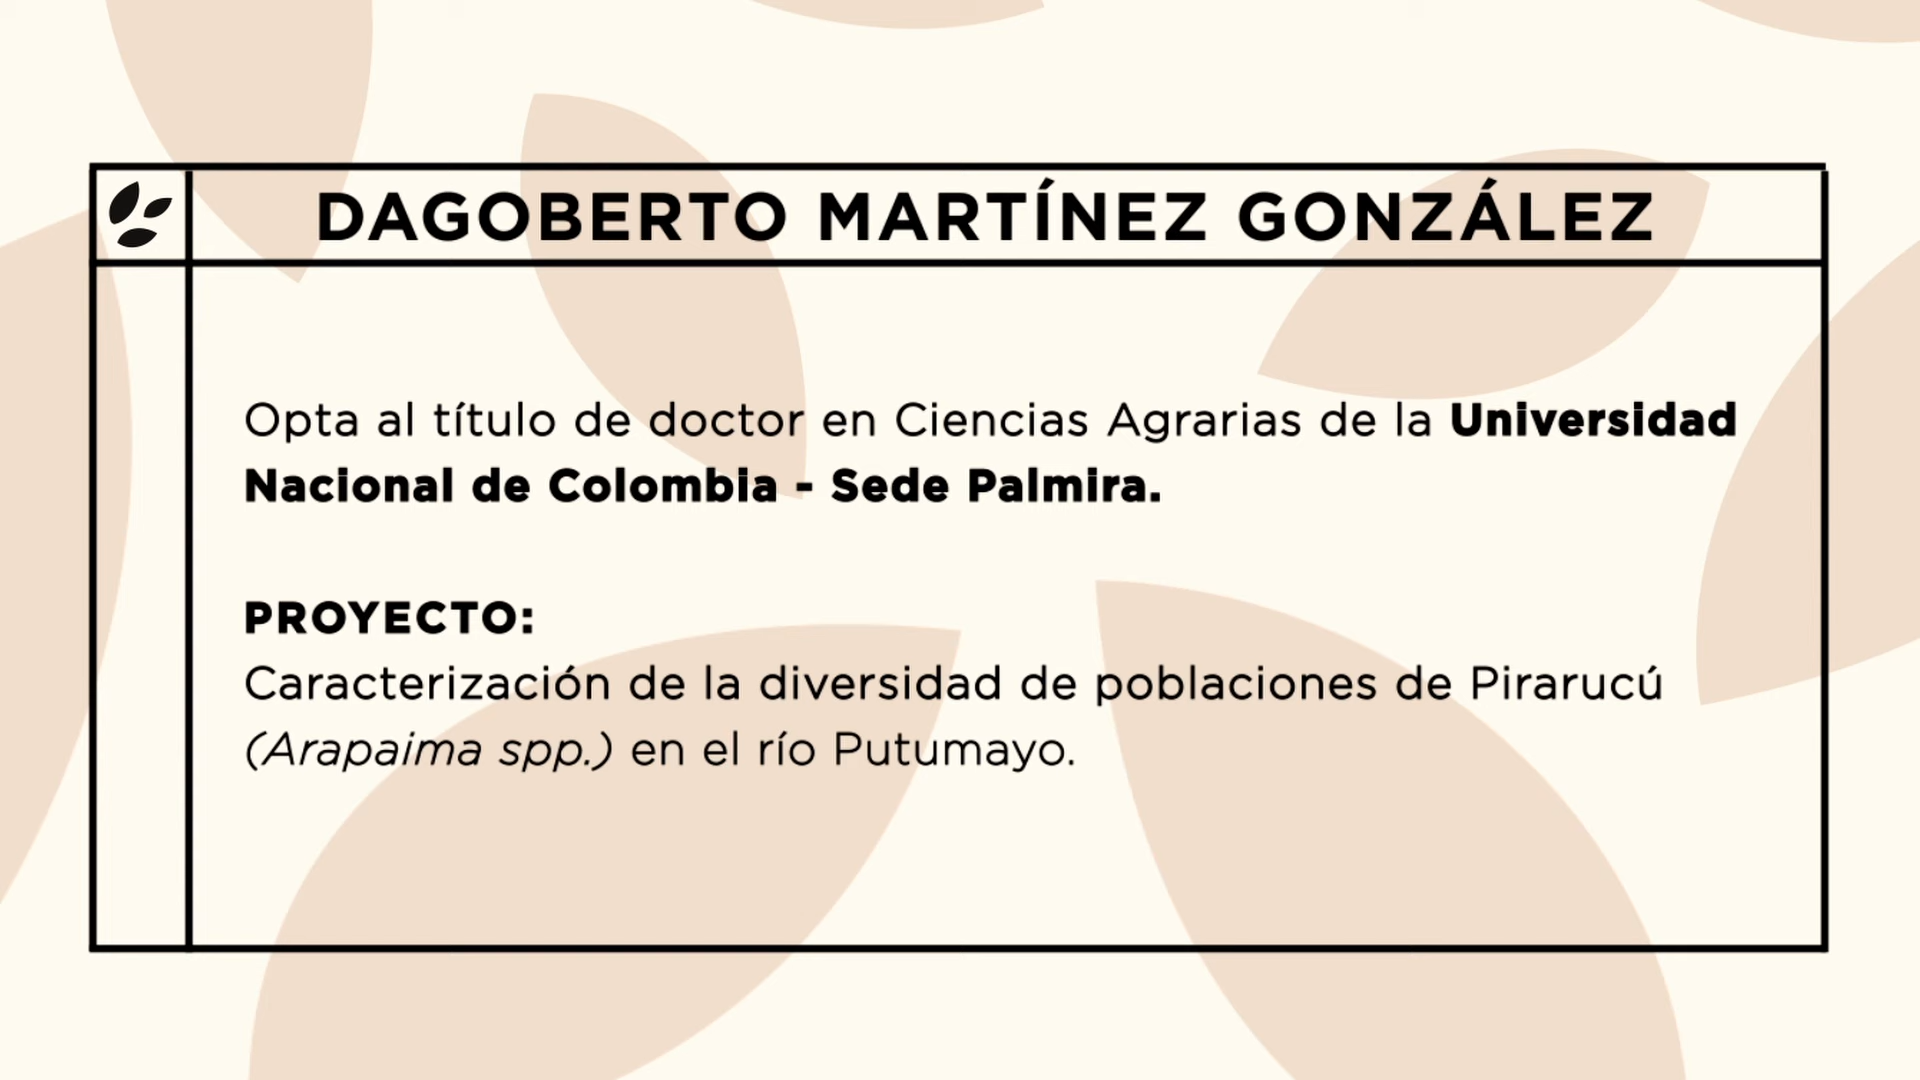 DAGOBERTO MARTÍNEZ GONZÁLEZ
Opta al título de doctor en Ciencias Agrarias de la Universidad
Nacional de Colombia - Sede Palmira.
PROYECTO:
Caracterización de la diversidad de poblaciones de Pirarucú
(Arapaima spp.) en el río Putumayo.